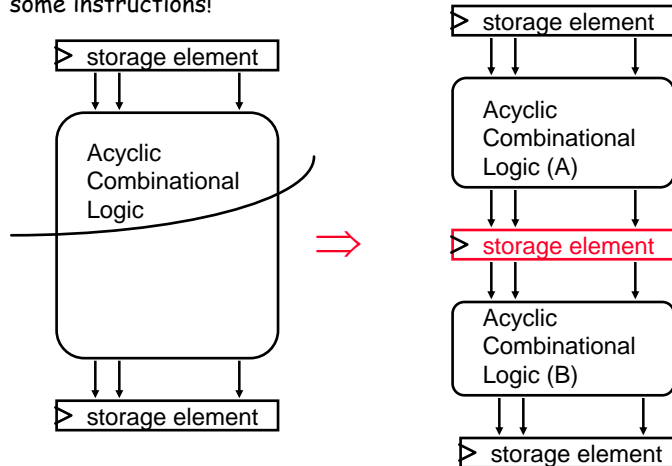 some instructions!
storage element
Acyclic
Combinational
Logic
storage element
⇒
storage element
Acyclic
Combinational
Logic (A)
storage element
Acyclic
Combinational
Logic (B)
storage element